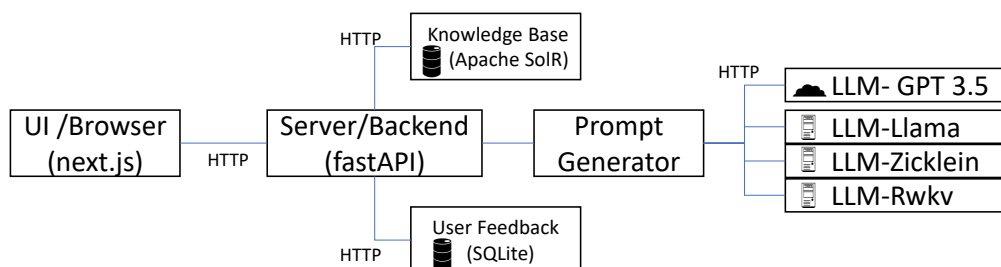 HTTP
Knowledge Base
(Apache SolR)
HTTP
LLM- GPT 3.5
UI /Browser
(next.js)
HTTP
Server/Backend
(fastAPI)
Prompt
Generator
LLM-Llama
LLM-Zicklein
LLM-Rwkv
User Feedback
(SQLite)
HTTP